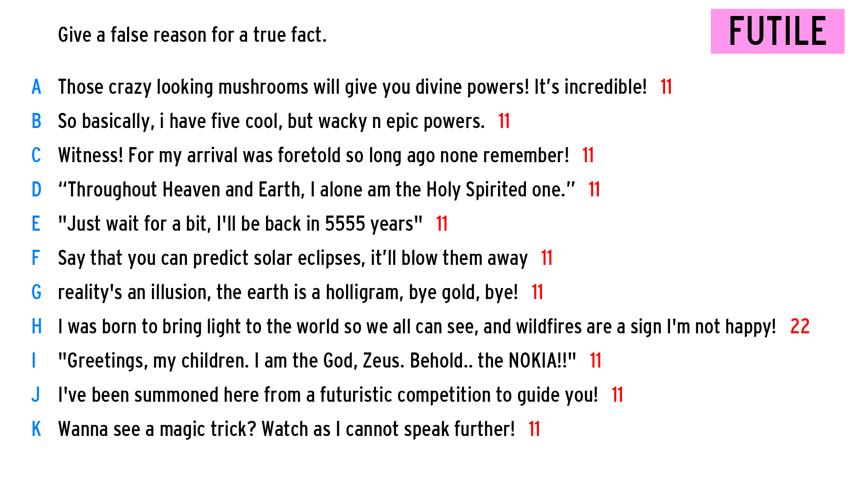 Give a false reason for a true fact.
FUTILE
A Those crazy looking mushrooms will give you divine powers! It’s incredible! 11
B So basically, i have five cool, but wacky n epic powers. 11
C Witness! For my arrival was foretold so long ago none remember! 11
D “Throughout Heaven and Earth, I alone am the Holy Spirited one.” 11
E "Just wait for a bit, I'll be back in 5555 years" 11
F Say that you can predict solar eclipses, it’ll blow them away 11
G reality's an illusion, the earth is a holligram, bye gold, bye! 11
H I was born to bring light to the world so we all can see, and wildfires are a sign I'm not happy! 22
I "Greetings, my children. I am the God, Zeus. Behold.. the NOKIA!!" 11
J I've been summoned here from a futuristic competition to guide you! 11
K Wanna see a magic trick? Watch as I cannot speak further! 11